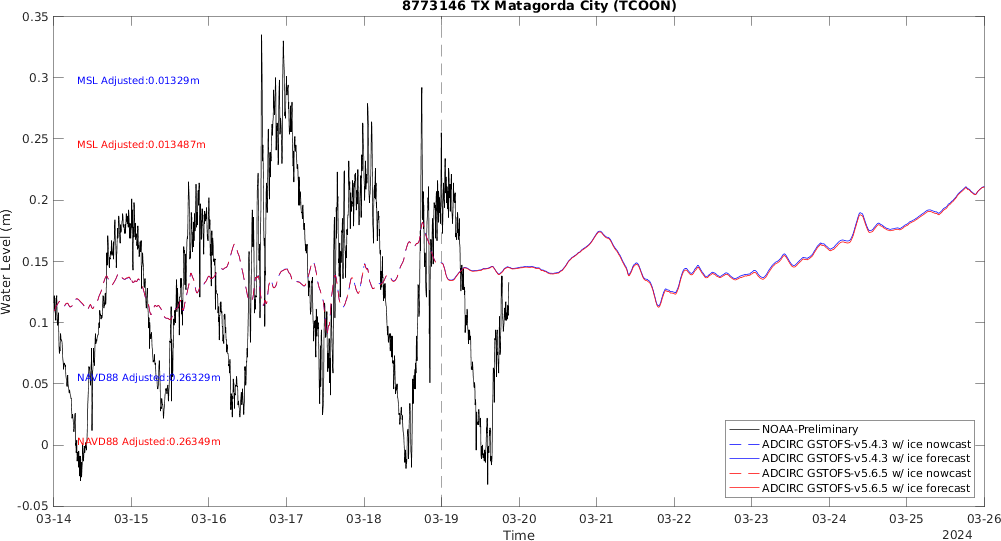 8773146 TX Matagorda City (TCOON)
Water Level (m)
0.35
0.3
0.25
0.2
0.15
0.1
0.05
0
-0.05
MSL Adjusted:0.01329m
MSL Adjusted:0.013487m
NAVD88 Adjusted:0.26329m
NAVD88 Adjusted:0.26349m
NOAA-Preliminary
ADCIRC GSTOFS-v5.4.3 w/ ice nowcast
ADCIRC GSTOFS-v5.4.3 w/ ice forecast
ADCIRC GSTOFS-v5.6.5 w/ ice nowcast
ADCIRC GSTOFS-v5.6.5 w/ ice forecast
03-14 03-15 03-16 03-17 03-18 03-19 03-20 03-21 03-22 03-23 03-24 03-25 03-26
Time
2024